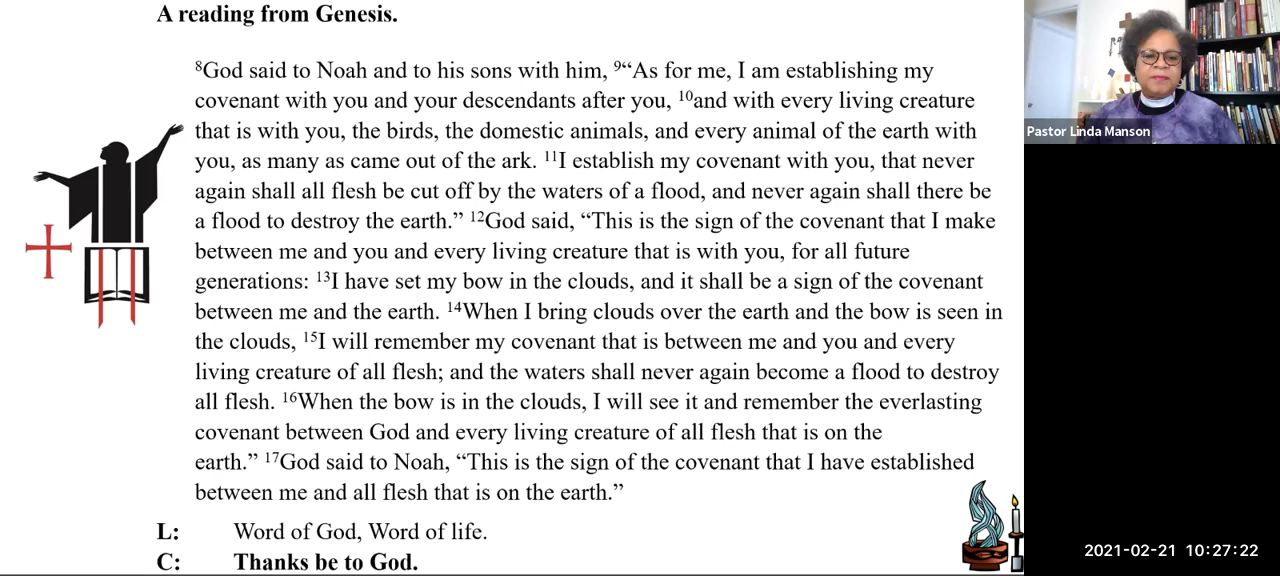 A reading from Genesis.
⁸God said to Noah and to his sons with him, ⁹“As for me, I am establishing my
covenant with you and your descendants after you, ¹⁰and with every living creature
that is with you, the birds, the domestic animals, and every animal of the earth with
you, as many as came out of the ark. ¹¹I establish my covenant with you, that never
again shall all flesh be cut off by the waters of a flood, and never again shall there be
a flood to destroy the earth.” ¹²God said, “This is the sign of the covenant that I make
between me and you and every living creature that is with you, for all future
generations: ¹³I have set my bow in the clouds, and it shall be a sign of the covenant
between me and the earth. ¹⁴When I bring clouds over the earth and the bow is seen in
the clouds, ¹⁵I will remember my covenant that is between me and you and every
living creature of all flesh; and the waters shall never again become a flood to destroy
all flesh. ¹⁶When the bow is in the clouds, I will see it and remember the everlasting
covenant between God and every living creature of all flesh that is on the
earth.” ¹⁷God said to Noah, “This is the sign of the covenant that I have established
between me and all flesh that is on the earth.”
L: Word of God, Word of life.
C: Thanks be to God.
Pastor Linda Manson
2021-02-21 10:27:22